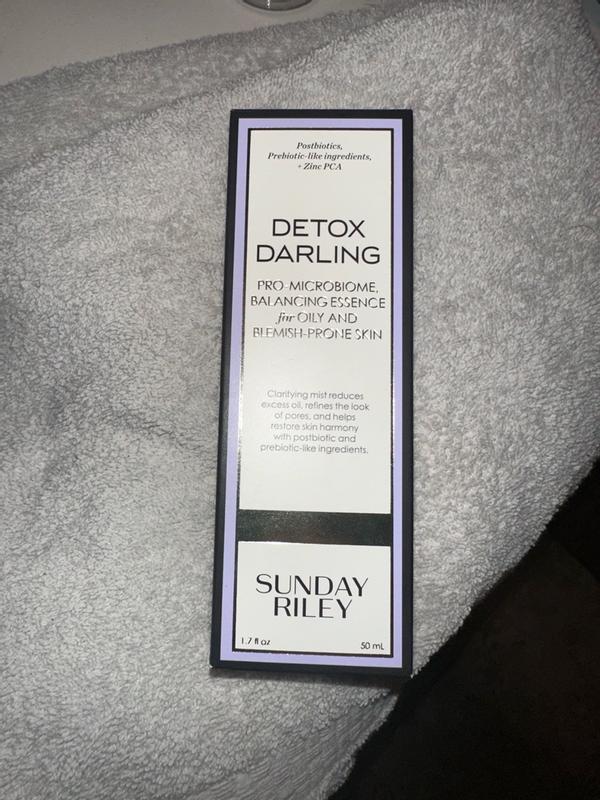 Postbiotics,
Prebiotic-like ingredients,
+ Zinc PCA
DETOX
DARLING
PRO-MICROBIOME,
BALANCING ESSENCE
for OILY AND
BLEMISH-PRONE SKIN
Clarifying mist reduces
excess oil, refines the look
of pores, and helps
restore skin harmony
with postbiotic and
prebiotic-like ingredients.
SUNDAY
RILEY
1.7 fl oz 50 mL